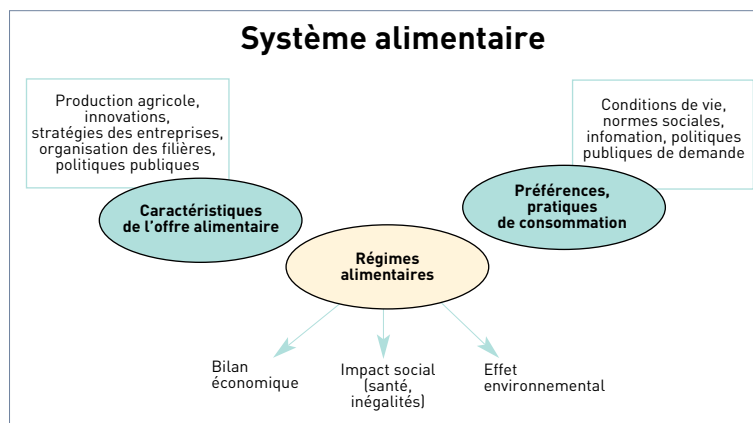 Système alimentaire
Production agricole,
innovations,
stratégies des entreprises,
organisation des filières,
politiques publiques
Conditions de vie,
normes sociales,
infomation, politiques
publiques de demande
Caractéristiques
de l'offre alimentaire
Préférences,
pratiques
de consommation
Régimes
alimentaires
Bilan
économique
Impact social
(santé,
inégalités)
Effet
environnemental